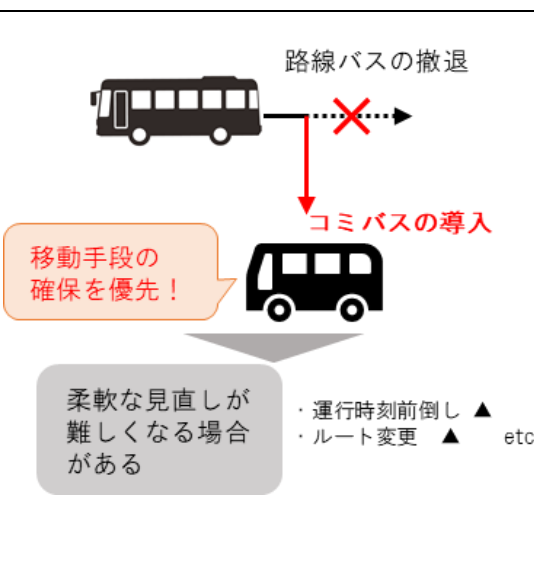 路線バスの撤退
コミバスの導入
移動手段の
確保を優先！
柔軟な見直しが
難しくなる場合
がある
・運行時刻前倒し ▲
・ルート変更 ▲ etc